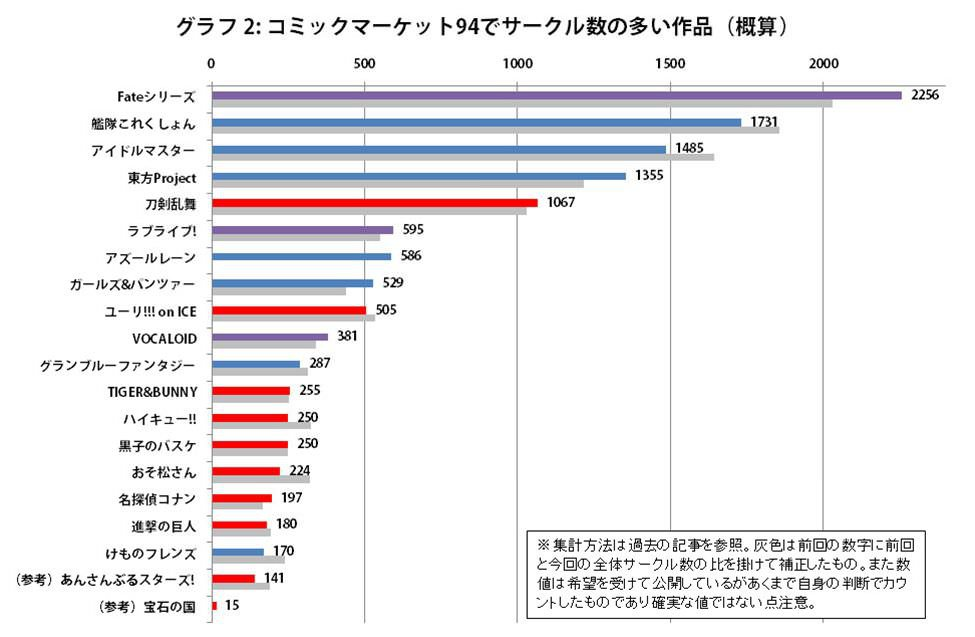 グラフ 2: コミックマーケット94でサークル数の多い作品（概算）
0 500 1000 1500 2000
Fateシリーズ 2256
艦隊これくしょん 1731
アイドルマスター 1485
東方Project 1355
刀剣乱舞 1067
ラブライブ! 595
アズールレーン 586
ガールズ&パンツァー 529
ユーリ!!! on ICE 505
VOCALOID 381
グランブルーファンタジー 287
TIGER&BUNNY 255
ハイキュー!! 250
黒子のバスケ 250
おそ松さん 224
名探偵コナン 197
進撃の巨人 180
けものフレンズ 170
（参考）あんさんぶるスターズ! 141
（参考）宝石の国 15
※集計方法は過去の記事を参照。灰色は前回の数字に前回
と今回の全体サークル数の比を掛けて補正したもの。また数
値は希望を受けて公開しているがあくまで自身の判断でカウ
ントしたものであり確実な値ではない点注意。